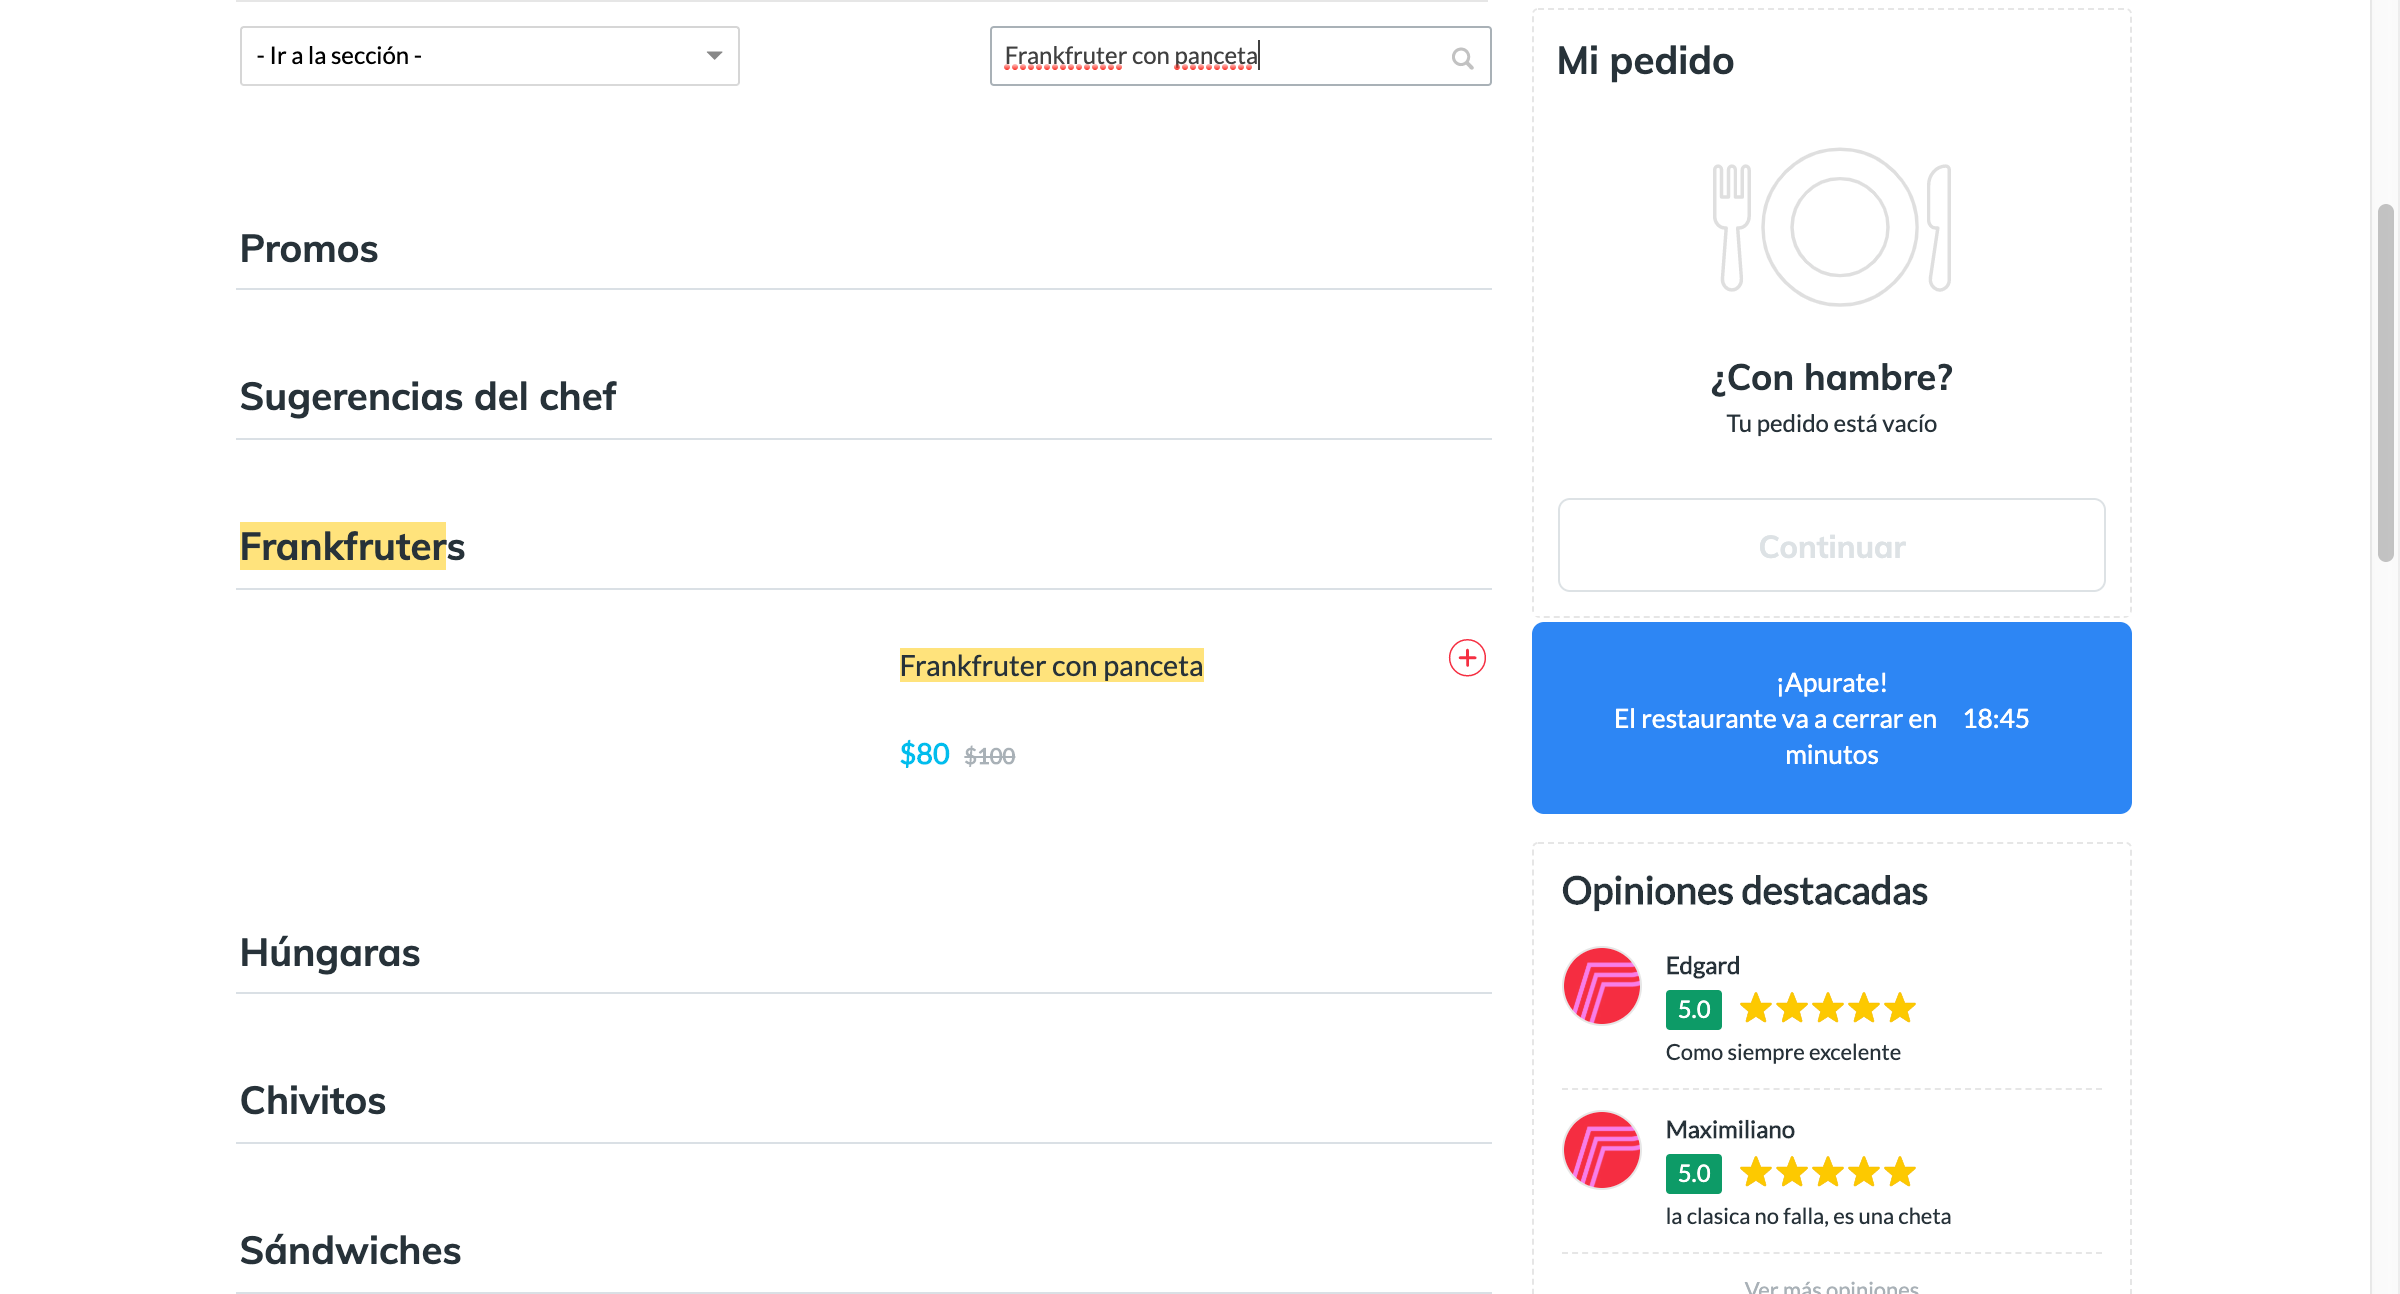 - Ir a la sección -
Frankfruter con panceta
Promos
Sugerencias del chef
Frankfruters
Frankfruter con panceta
$80 $100
Húngaras
Chivitos
Sándwiches
Mi pedido
¿Con hambre?
Tu pedido está vacío
Continuar
¡Apurate!
El restaurante va a cerrar en 18:45
minutos
Opiniones destacadas
Edgard
5.0
Como siempre excelente
Maximiliano
5.0
la clasica no falla, es una cheta
Ver más opiniones